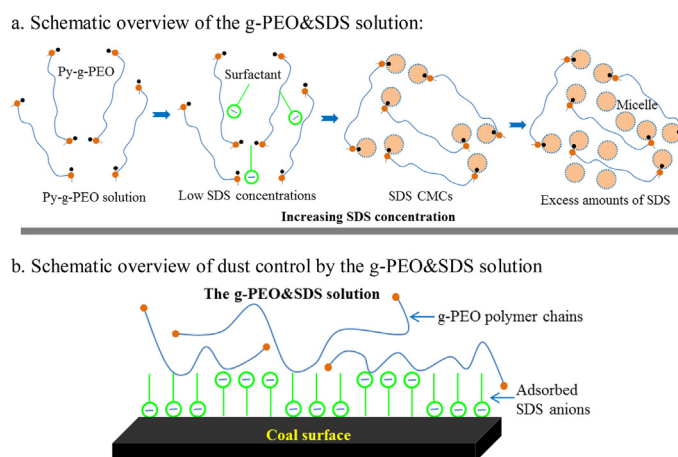 a. Schematic overview of the g-PEO&SDS solution:
Py-g-PEO
Surfactant
Micelle
Py-g-PEO solution
Low SDS concentrations
SDS CMCs
Excess amounts of SDS
Increasing SDS concentration
b. Schematic overview of dust control by the g-PEO&SDS solution
The g-PEO&SDS solution
g-PEO polymer chains
Adsorbed
SDS anions
Coal surface